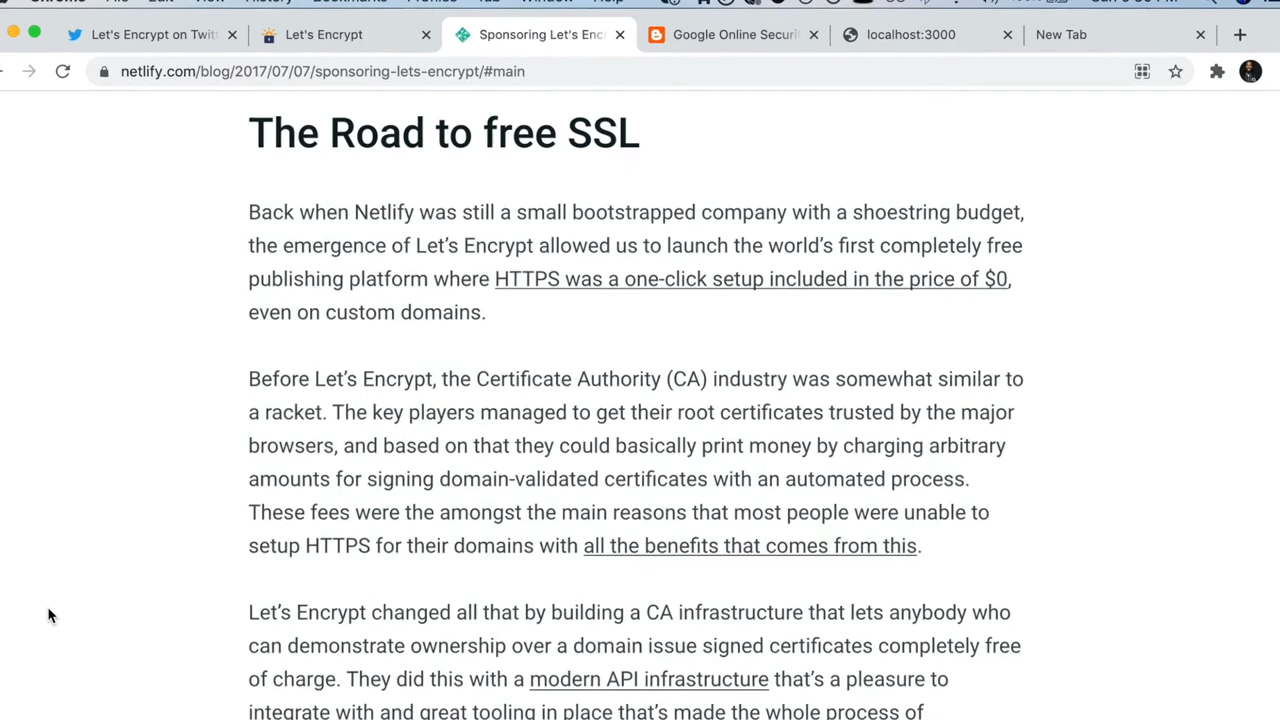 Let's Encrypt on Twit
Let's Encrypt
Sponsoring Let's Enc
Google Online Securi
localhost:3000
New Tab
netlify.com/blog/2017/07/07/sponsoring-lets-encrypt/#main
The Road to free SSL
Back when Netlify was still a small bootstrapped company with a shoestring budget,
the emergence of Let’s Encrypt allowed us to launch the world’s first completely free
publishing platform where HTTPS was a one-click setup included in the price of $0,
even on custom domains.
Before Let’s Encrypt, the Certificate Authority (CA) industry was somewhat similar to
a racket. The key players managed to get their root certificates trusted by the major
browsers, and based on that they could basically print money by charging arbitrary
amounts for signing domain-validated certificates with an automated process.
These fees were the amongst the main reasons that most people were unable to
setup HTTPS for their domains with all the benefits that comes from this.
Let’s Encrypt changed all that by building a CA infrastructure that lets anybody who
can demonstrate ownership over a domain issue signed certificates completely free
of charge. They did this with a modern API infrastructure that’s a pleasure to
integrate with and great tooling in place that’s made the whole process of